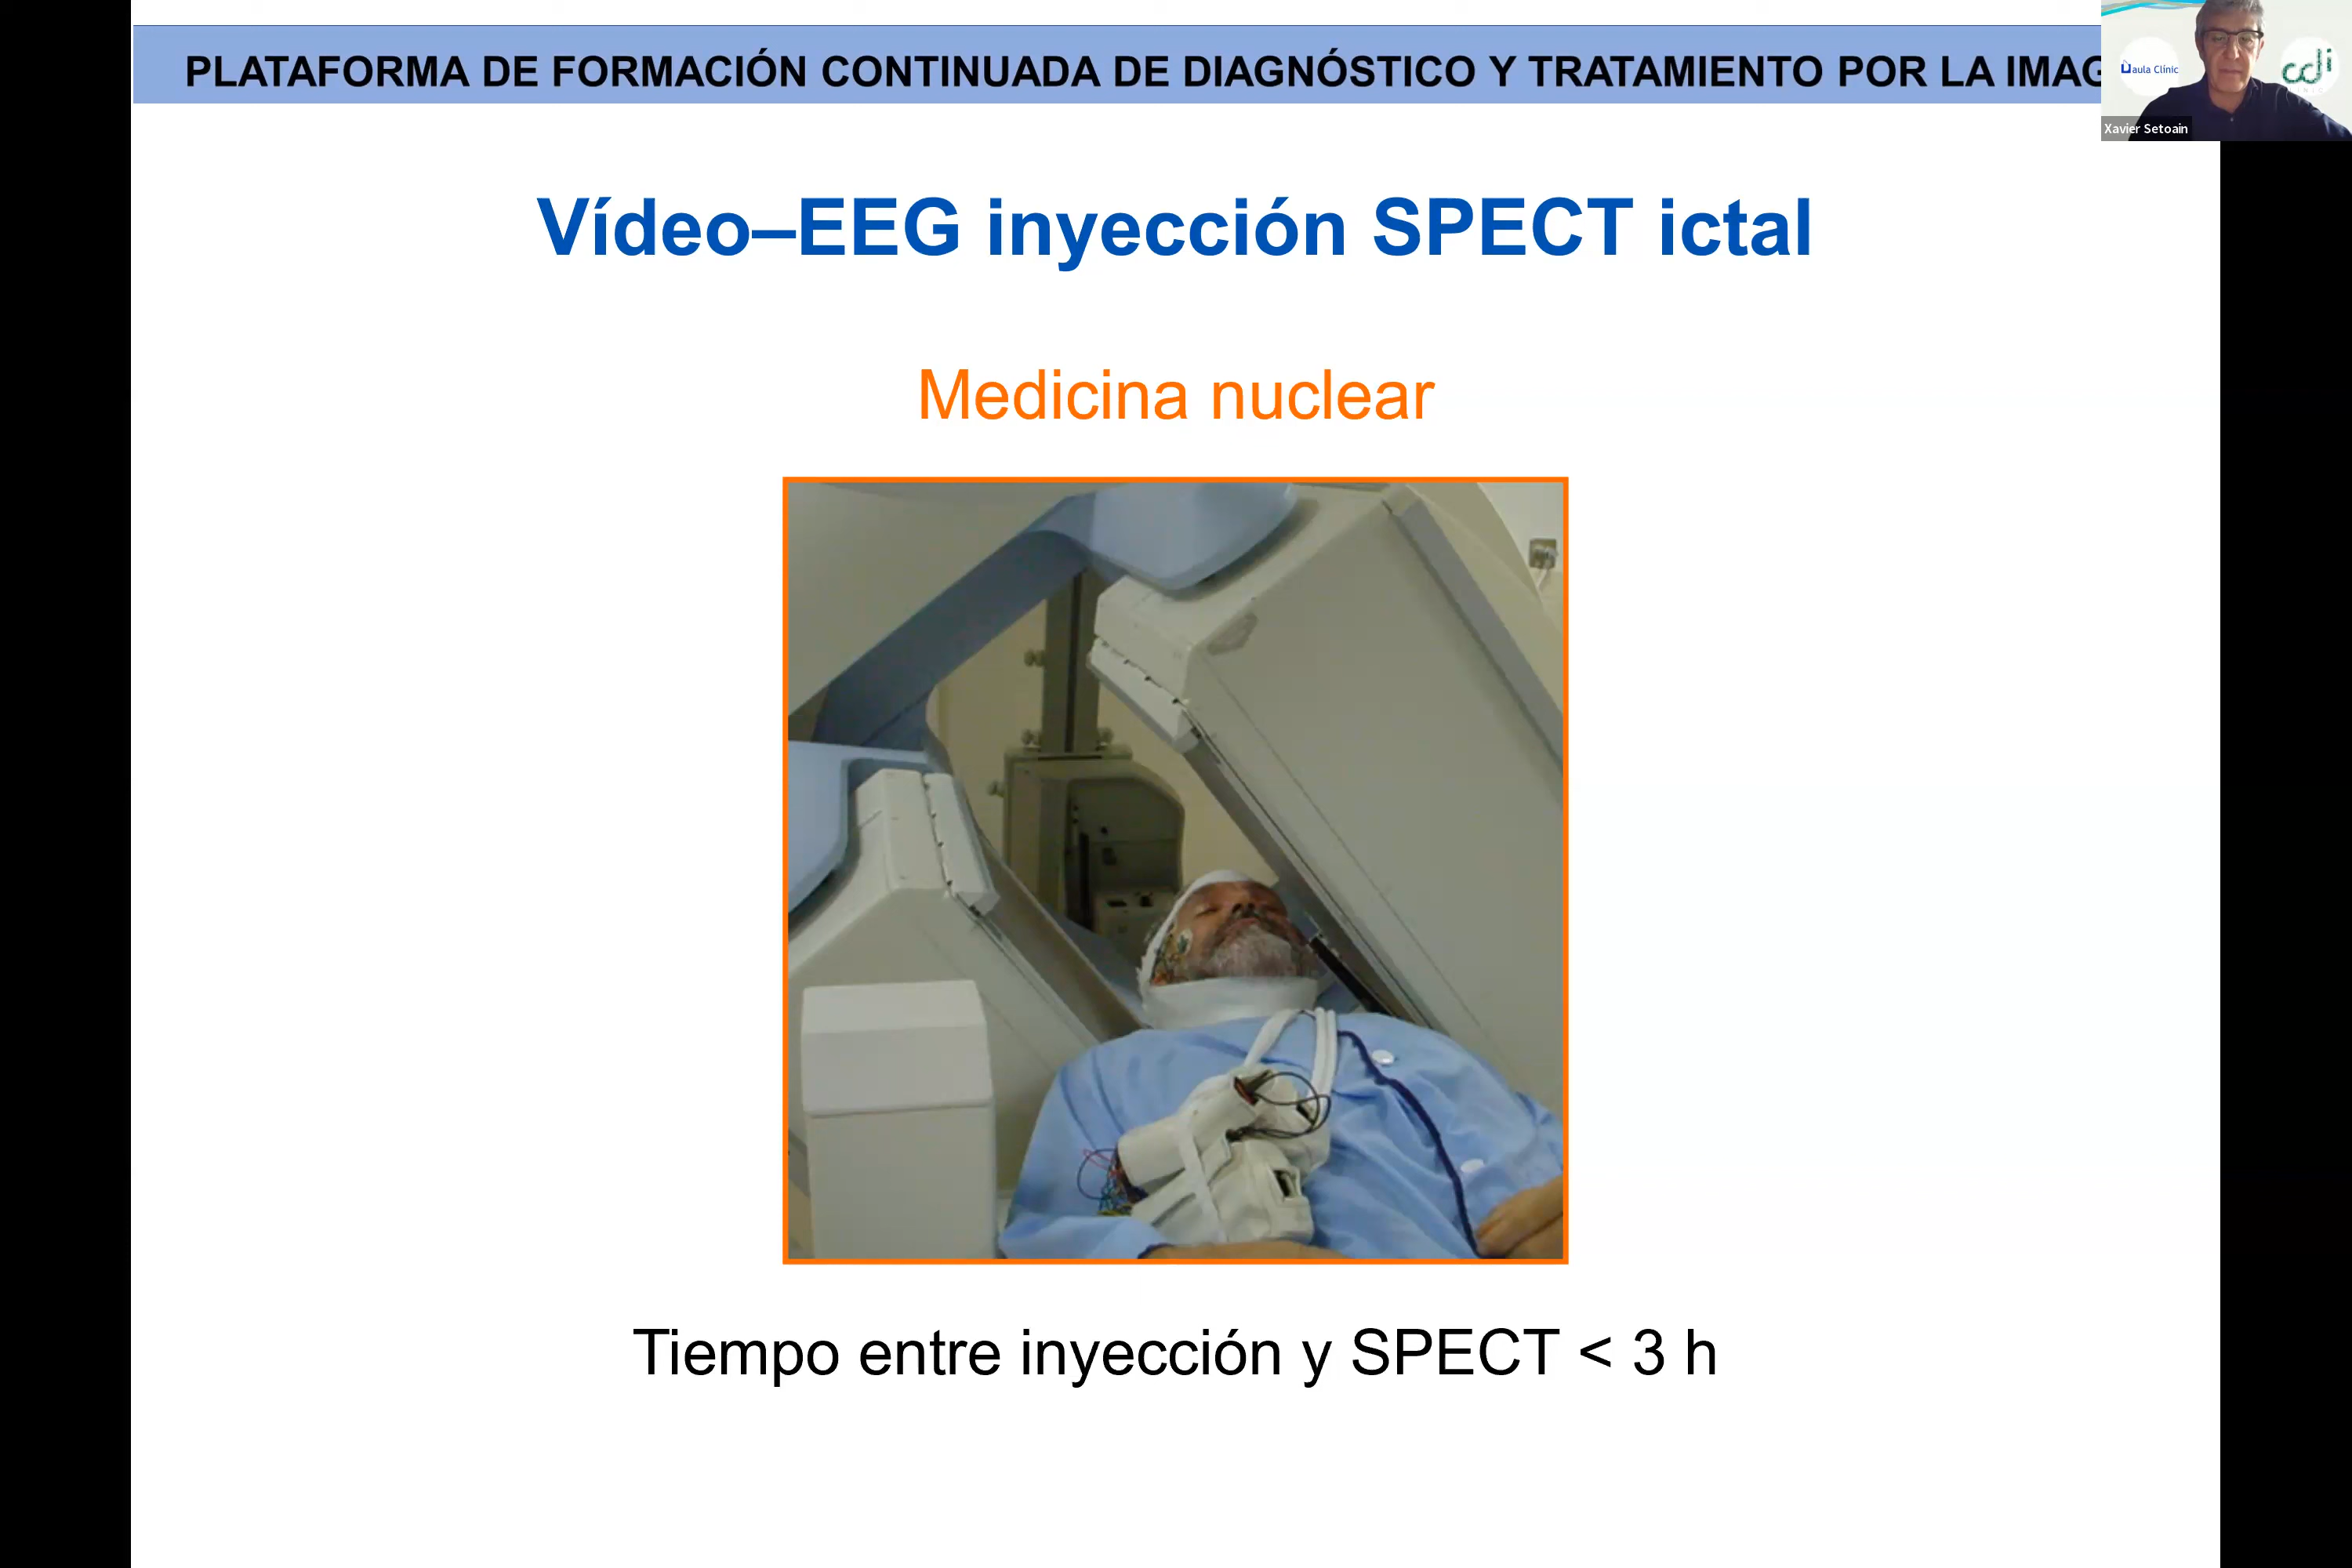 PLATAFORMA DE FORMACIÓN CONTINUADA DE DIAGNÓSTICO Y TRATAMIENTO POR LA IMAG
aula Clínic
cdi
Xavier Setoain
Vídeo–EEG inyección SPECT ictal
Medicina nuclear
Tiempo entre inyección y SPECT < 3 h